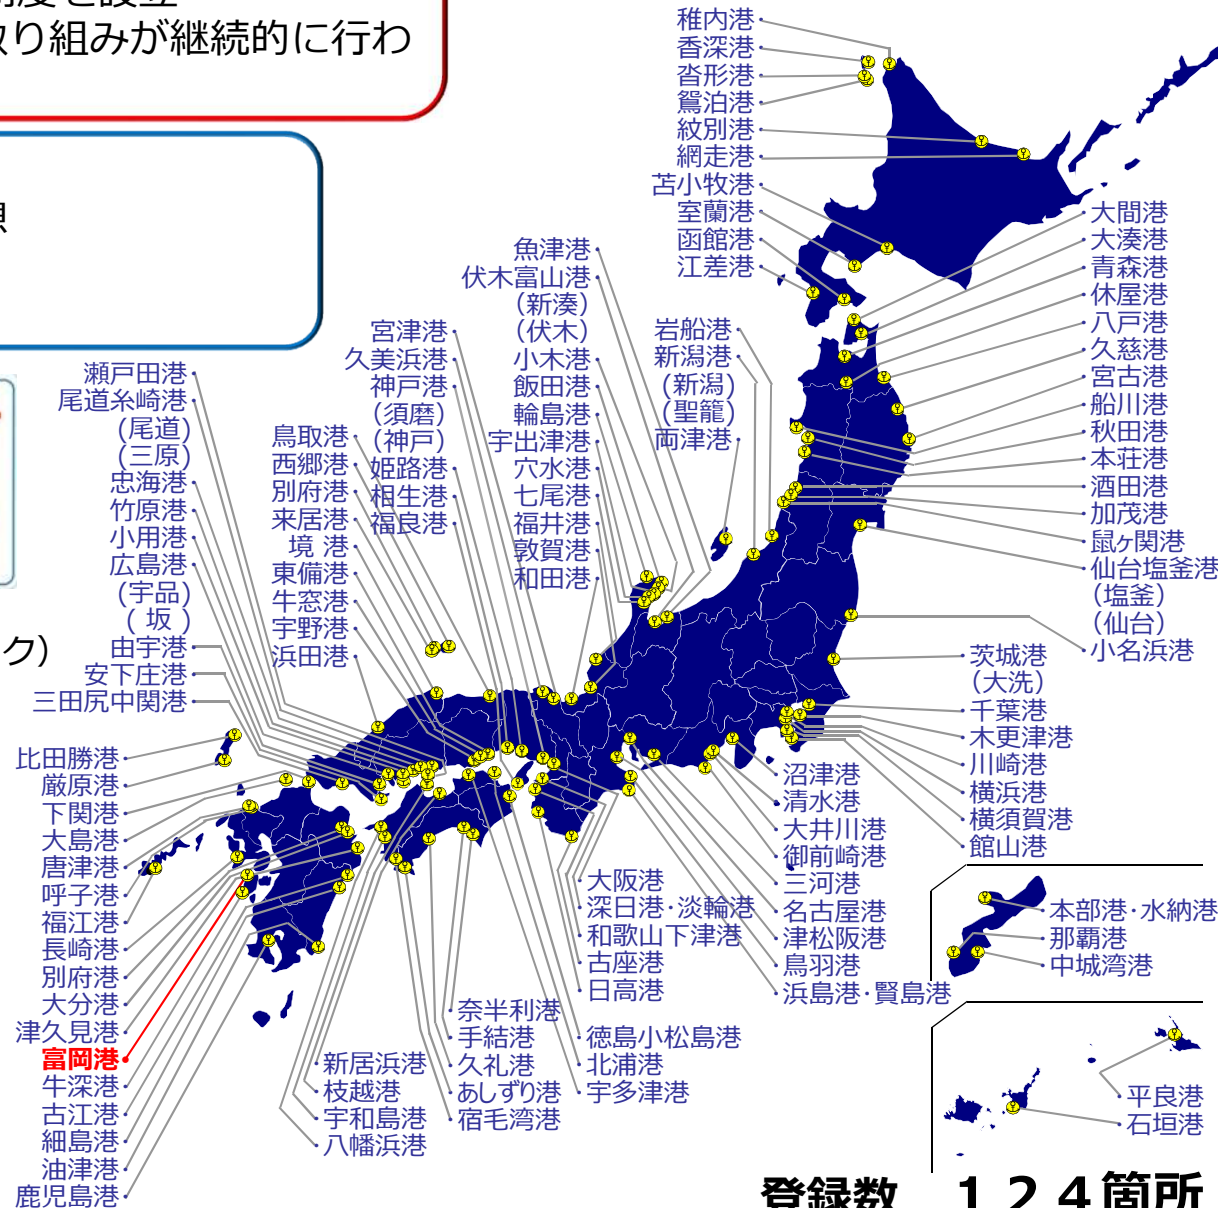 制度を設立
取り組みが継続的に行わ
ク）
稚内港
香深港
沓形港
鴛泊港
紋別港
網走港
苫小牧港
室蘭港
函館港
江差港
大間港
大湊港
青森港
休屋港
八戸港
久慈港
宮古港
船川港
秋田港
本荘港
酒田港
加茂港
鼠ヶ関港
仙台塩釜港
（塩釜）
（仙台）
小名浜港
岩船港
新潟港
（新潟）
（聖籠）
両津港
魚津港
伏木富山港
（新湊）
（伏木）
小木港
飯田港
輪島港
宇出津港
穴水港
七尾港
福井港
敦賀港
和田港
宮津港
久美浜港
神戸港
（須磨）
（神戸）
姫路港
相生港
福良港
鳥取港
西郷港
別府港
来居港
境 港
東備港
牛窓港
宇野港
浜田港
瀬戸田港
尾道糸崎港
（尾道）
（三原）
忠海港
竹原港
小用港
広島港
（宇品）
（ 坂 ）
由宇港
安下庄港
三田尻中関港
比田勝港
厳原港
下関港
大島港
唐津港
呼子港
福江港
長崎港
別府港
大分港
津久見港
富岡港
牛深港
古江港
細島港
油津港
鹿児島港
新居浜港
枝越港
宇和島港
八幡浜港
奈半利港
手結港
久礼港
あしずり港
宿毛湾港
徳島小松島港
北浦港
宇多津港
大阪港
深日港・淡輪港
和歌山下津港
古座港
日高港
茨城港
（大洗）
千葉港
木更津港
川崎港
横浜港
横須賀港
館山港
沼津港
清水港
大井川港
御前崎港
三河港
名古屋港
津松阪港
鳥羽港
浜島港・賢島港
本部港・水納港
那覇港
中城湾港
平良港
石垣港
登録数 １２４箇所